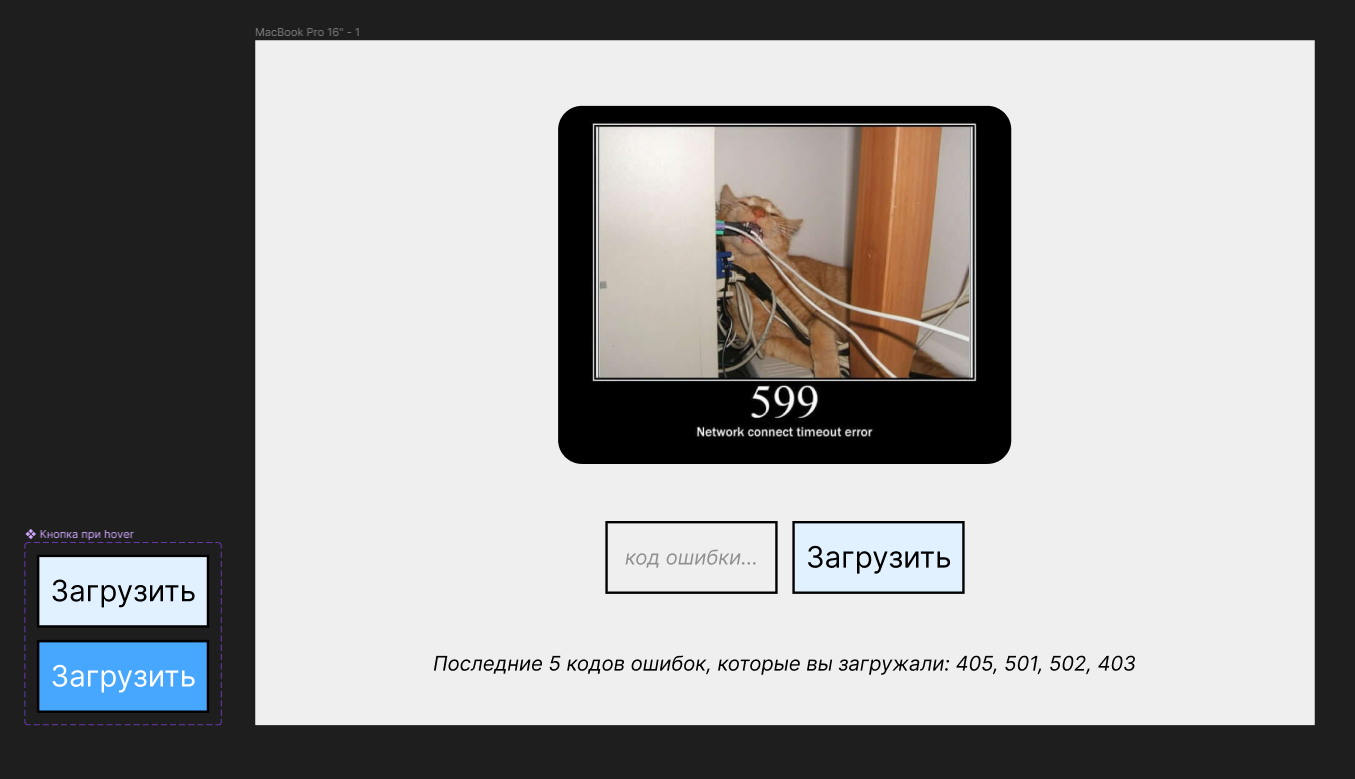 MacBook Pro 16" - 1
599
Network connect timeout error
код ошибки...
Загрузить
Последние 5 кодов ошибок, которые вы загружали: 405, 501, 502, 403
Кнопка при hover
Загрузить
Загрузить